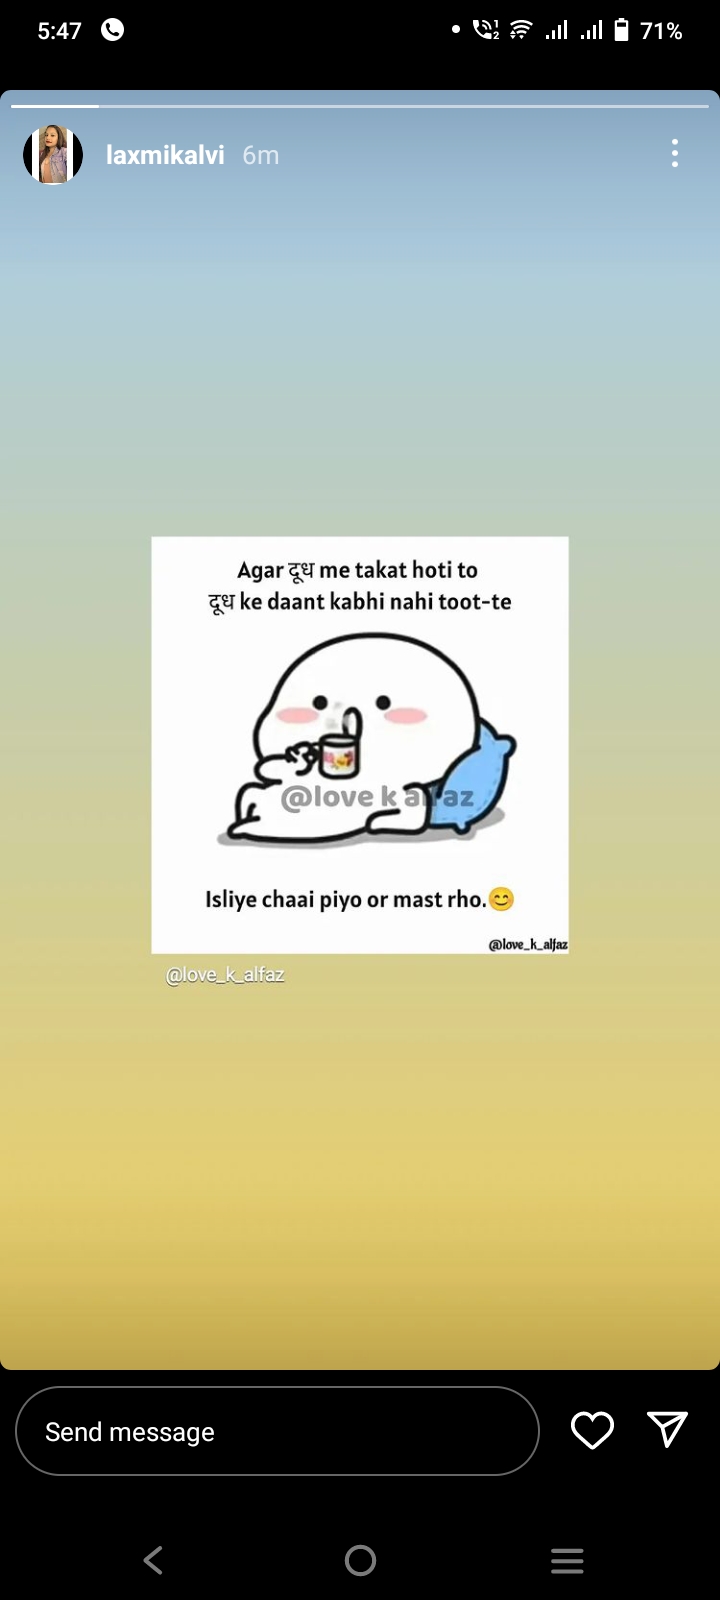 5:47
71%
laxmikalvi 6m
Agar दूध me takat hoti to
दूध ke daant kabhi nahi toot-te
@love k alfaz
Isliye chaai piyo or mast rho.😊
@love_k_alfaz
@love_k_alfaz
Send message